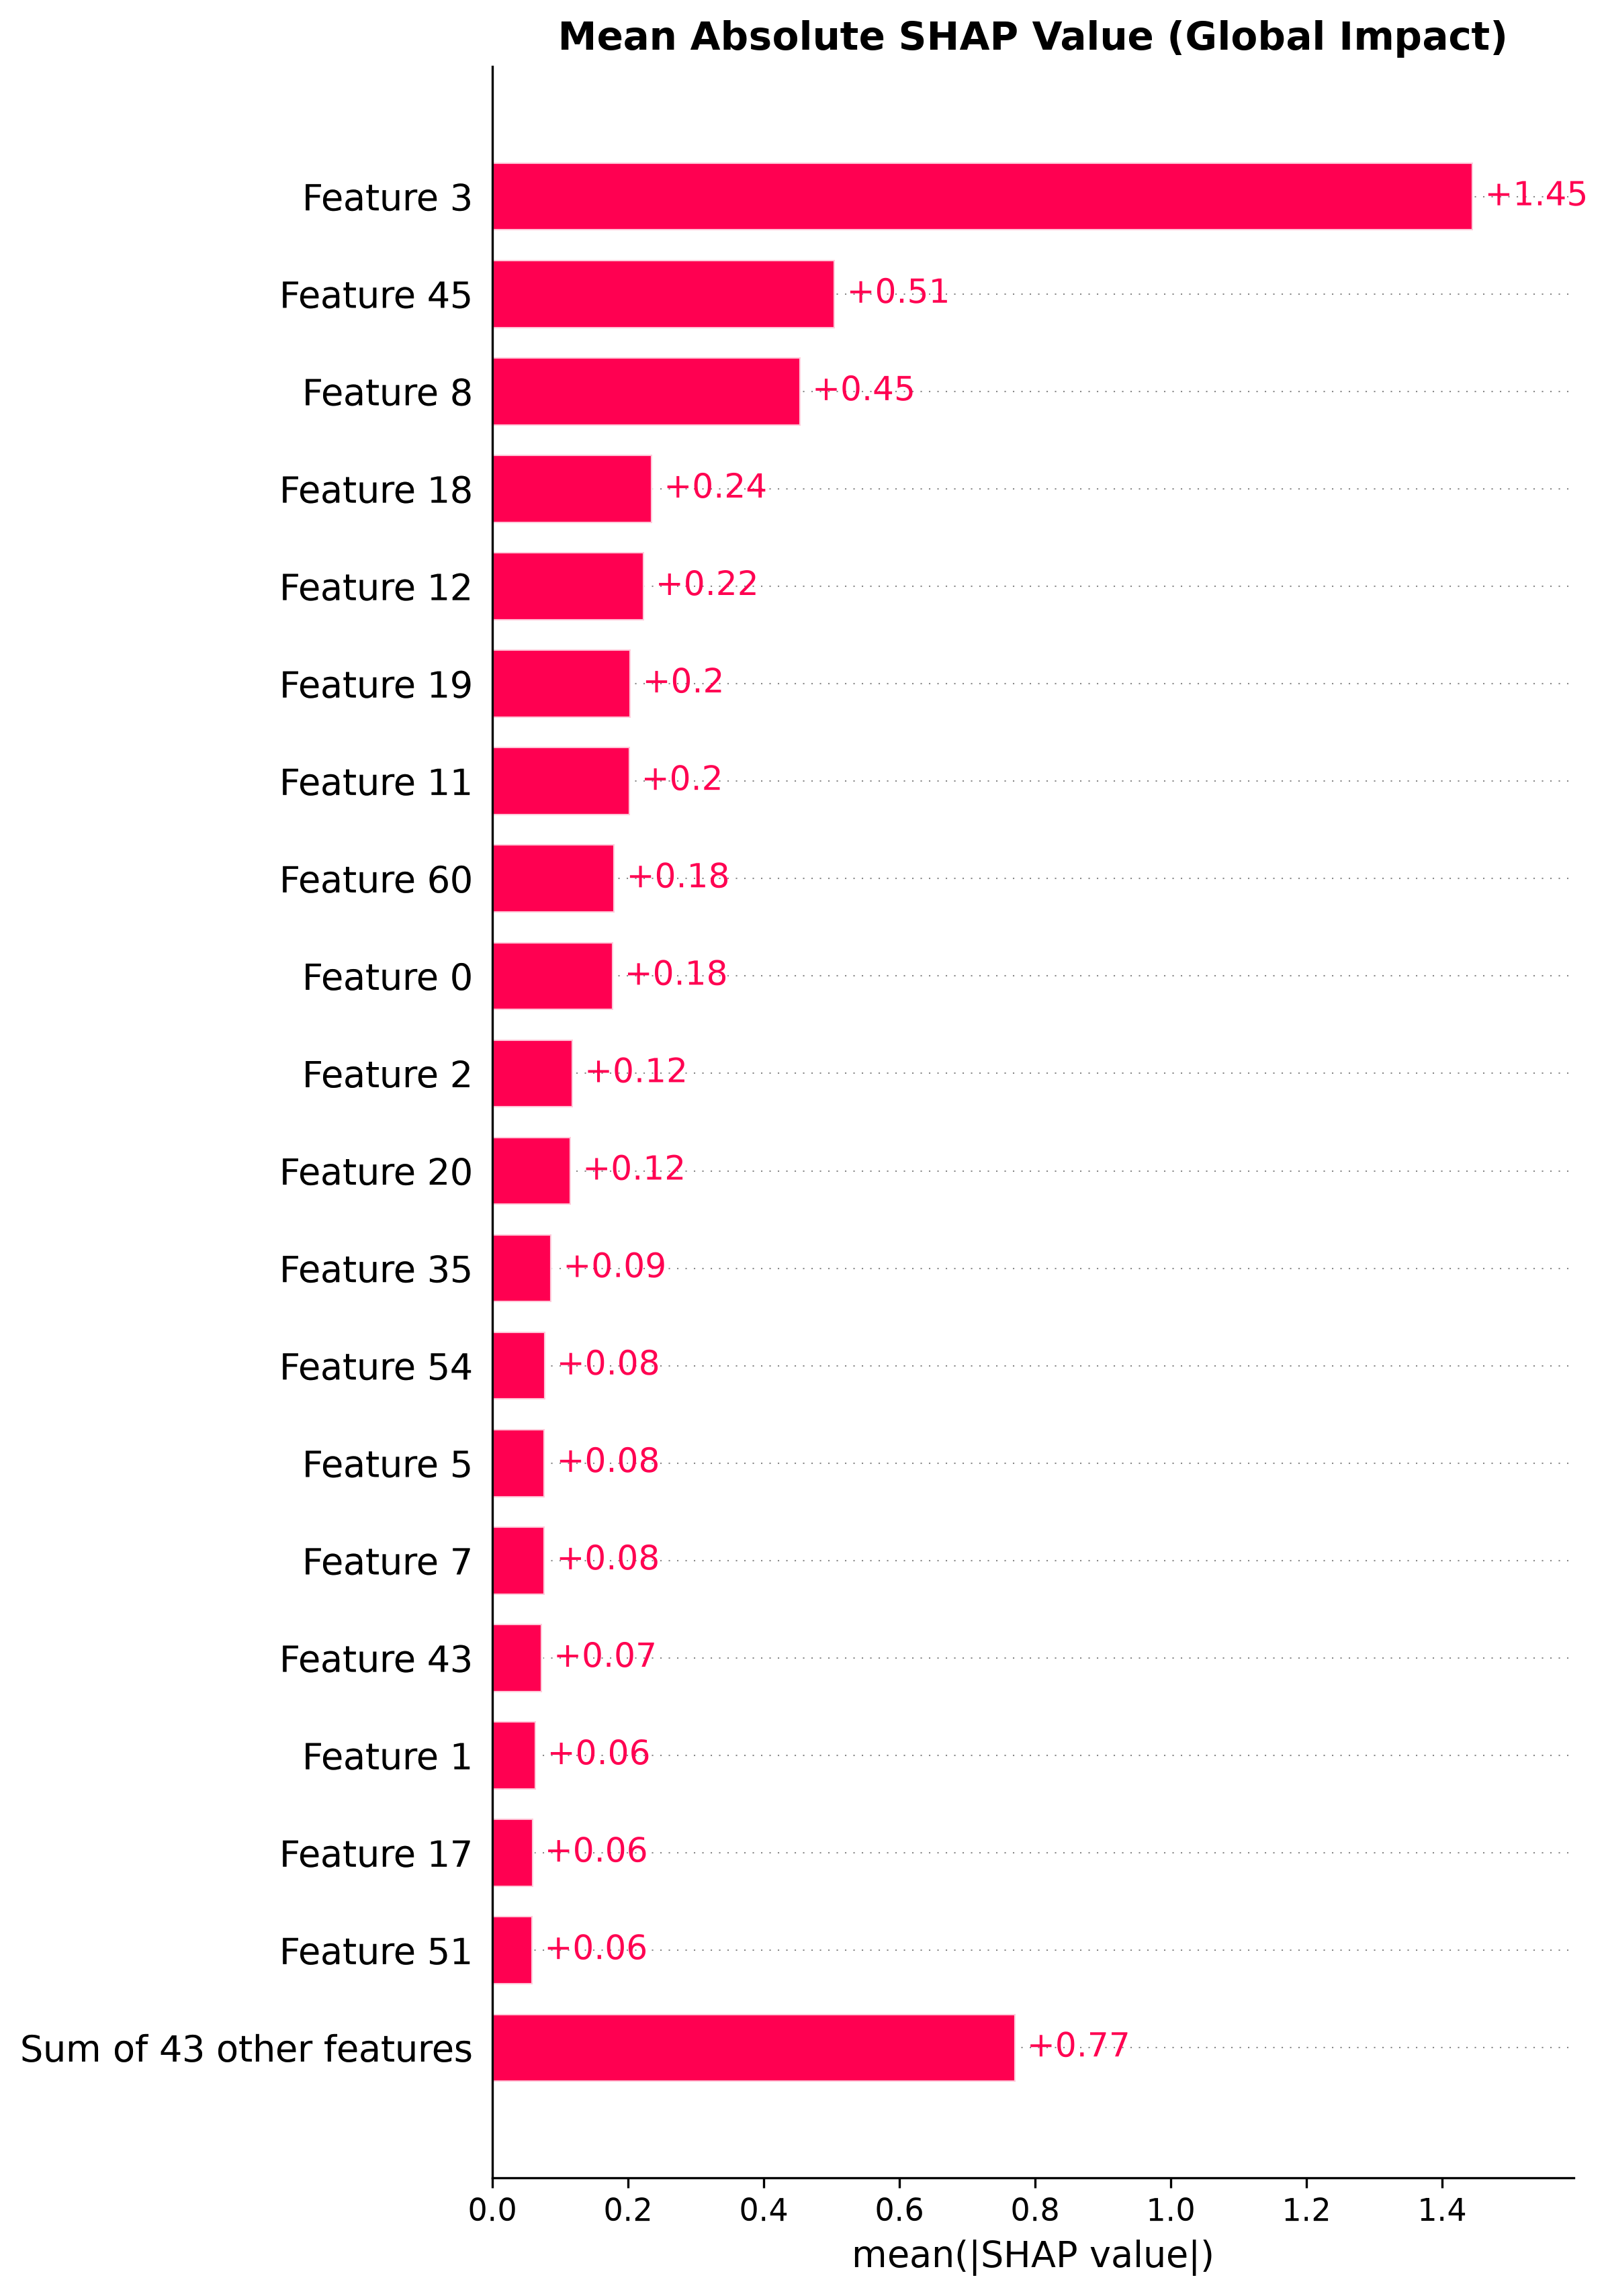 Mean Absolute SHAP Value (Global Impact)
Feature 3 +1.45
Feature 45 +0.51
Feature 8 +0.45
Feature 18 +0.24
Feature 12 +0.22
Feature 19 +0.2
Feature 11 +0.2
Feature 60 +0.18
Feature 0 +0.18
Feature 2 +0.12
Feature 20 +0.12
Feature 35 +0.09
Feature 54 +0.08
Feature 5 +0.08
Feature 7 +0.08
Feature 43 +0.07
Feature 1 +0.06
Feature 17 +0.06
Feature 51 +0.06
Sum of 43 other features +0.77
0.0 0.2 0.4 0.6 0.8 1.0 1.2 1.4
mean(|SHAP value|)